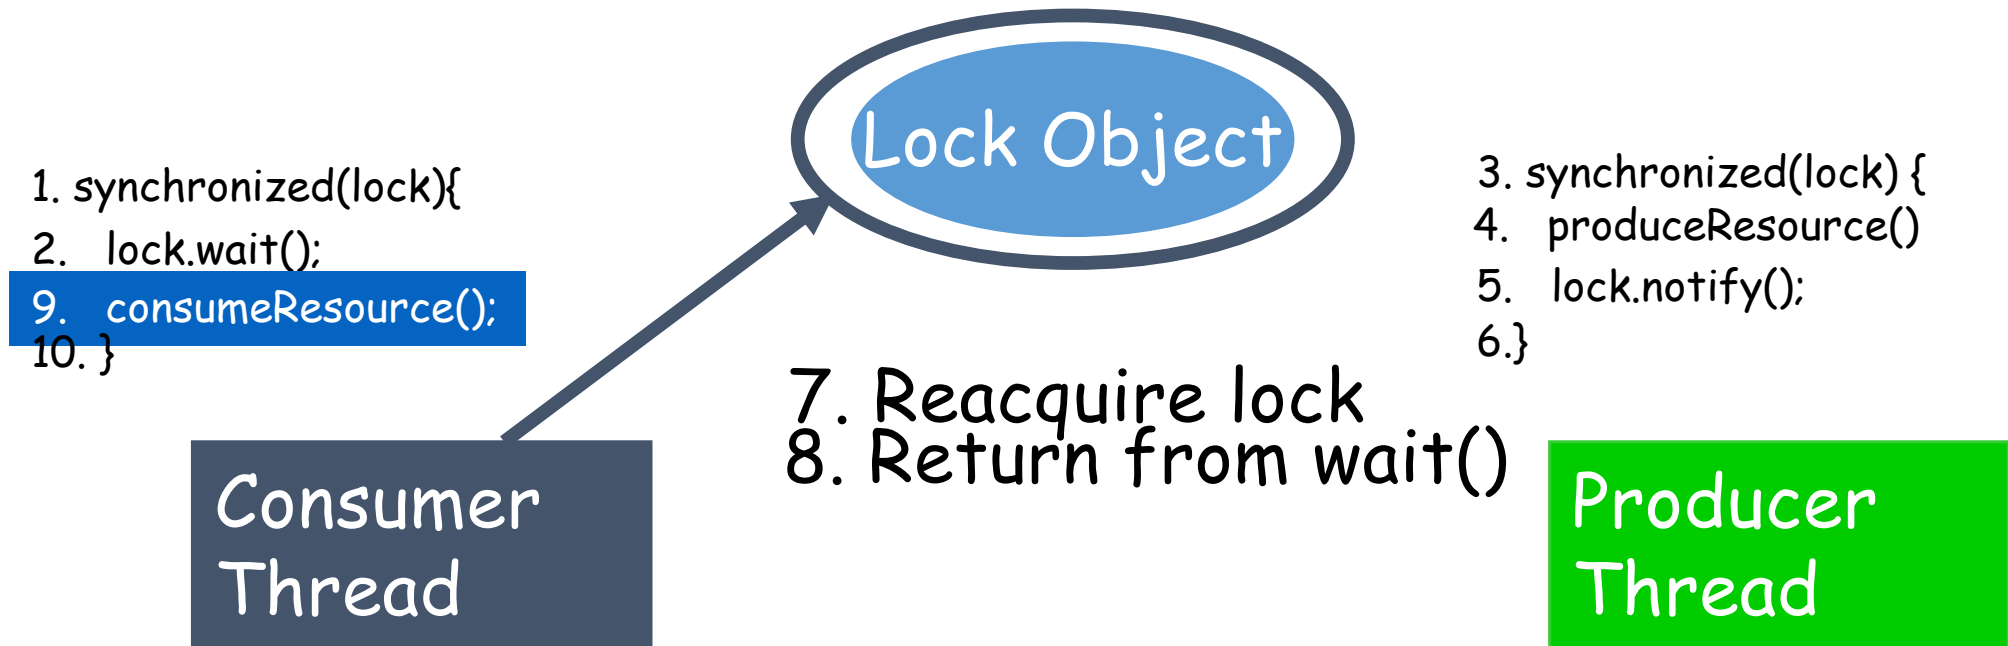 Lock Object
1. synchronized(lock){
2. lock.wait();
9. consumeResource();
10. }
3. synchronized(lock) {
4. produceResource()
5. lock.notify();
6.}
7. Reacquire lock
8. Return from wait()
Consumer
Thread
Producer
Thread